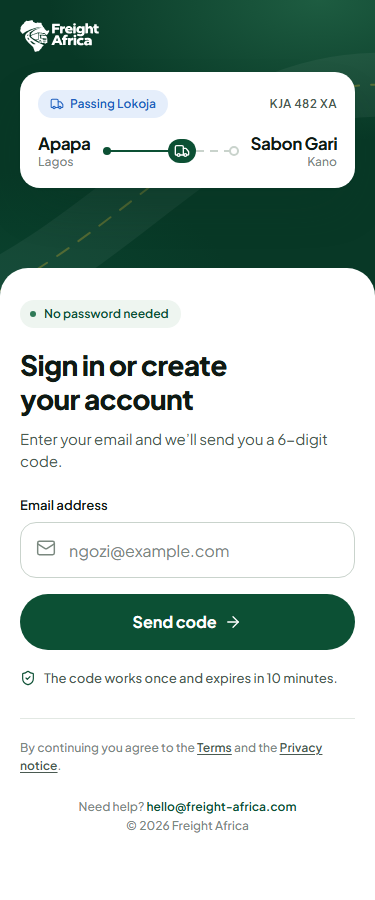 Freight
Africa
Passing Lokoja
KJA 482 XA
Apapa
Sabon Gari
Lagos
Kano
No password needed
Sign in or create
your account
Enter your email and we'll send you a 6-digit
code.
Email address
ngozi@example.com
Send code →
The code works once and expires in 10 minutes.
By continuing you agree to the Terms and the Privacy
notice.
Need help? hello@freight-africa.com
© 2026 Freight Africa